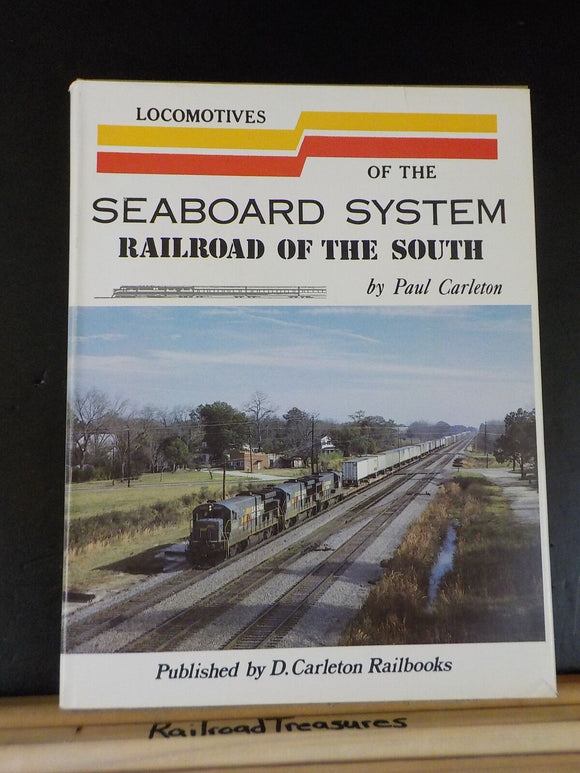 LOCOMOTIVES
OF THE
SEABOARD SYSTEM
RAILROAD OF THE SOUTH
by Paul Carleton
Published by D. Carleton Railbooks
RailroadTreasures